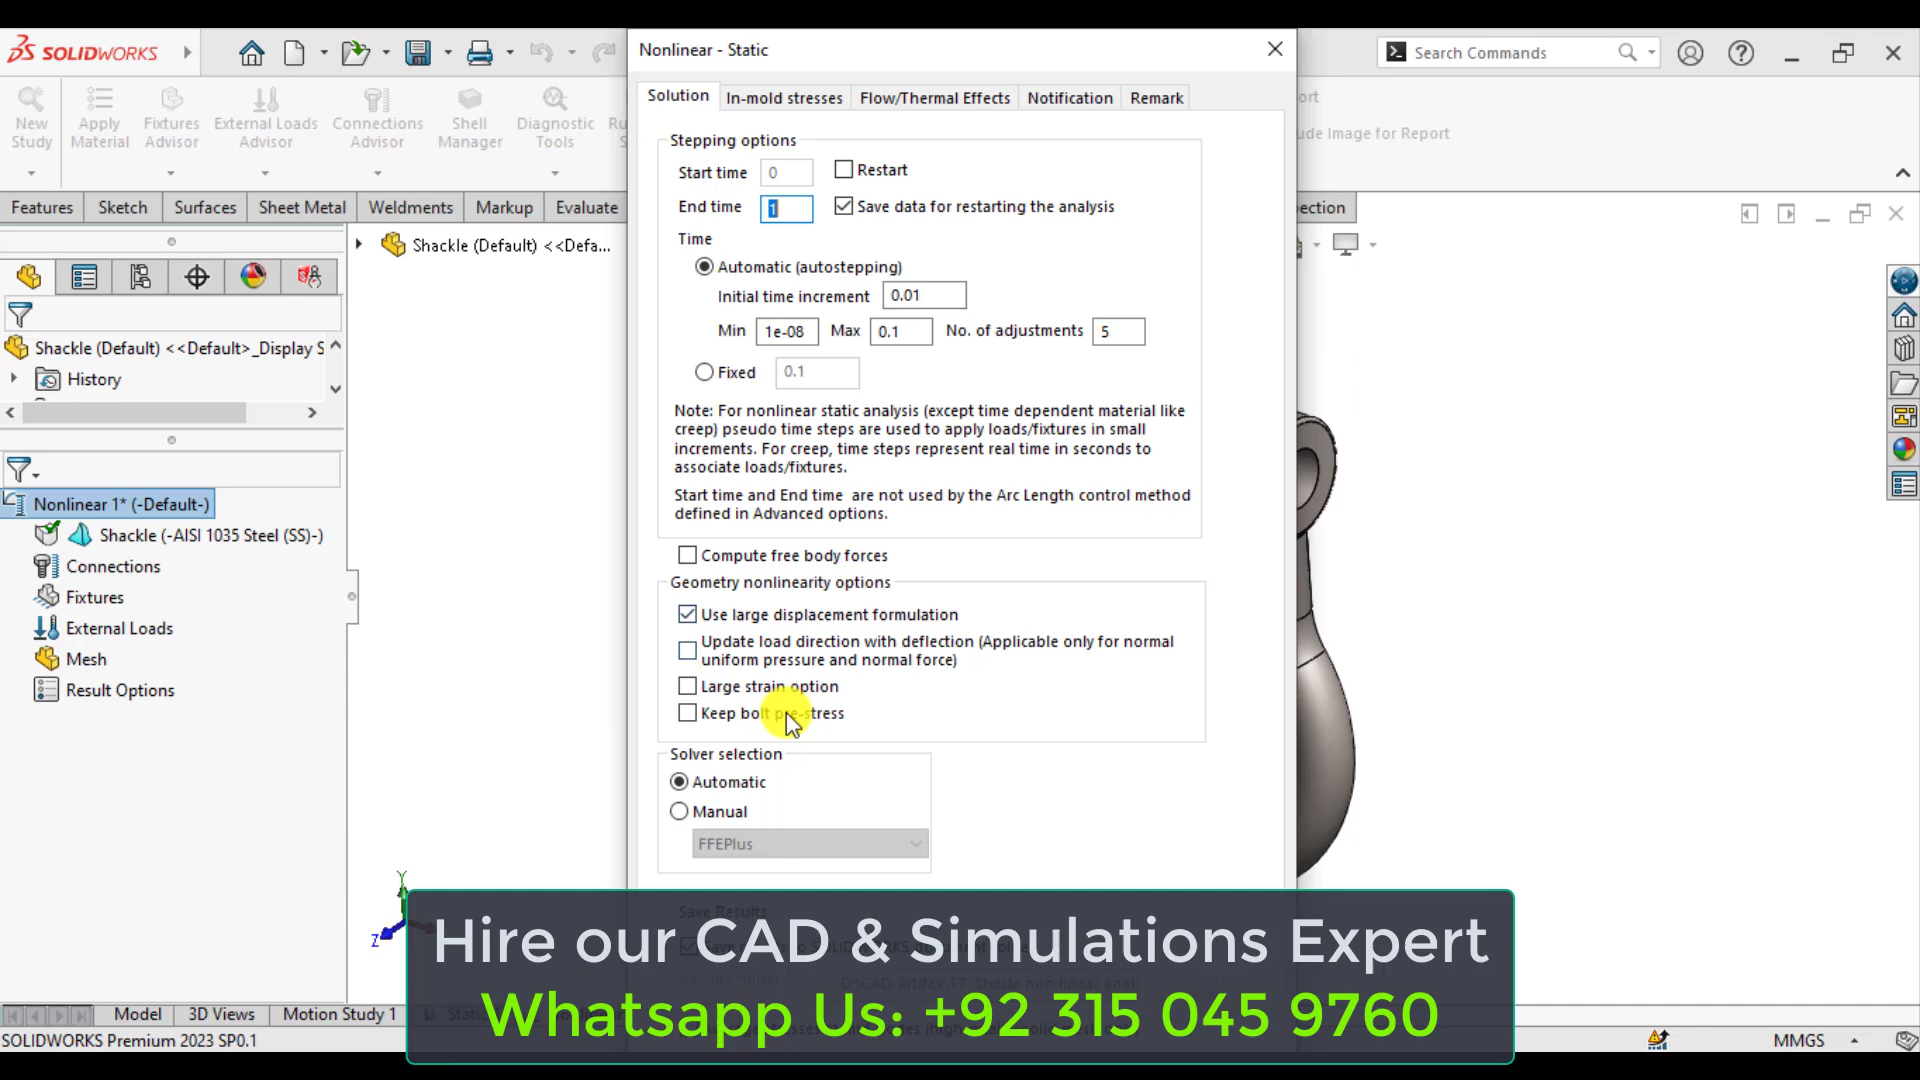 SOLIDWORKS
Nonlinear - Static
Search Commands
New Study
Apply Material
Fixtures Advisor
External Loads Advisor
Connections Advisor
Shell Manager
Diagnostic Tools
ude Image for Report
Features
Sketch
Surfaces
Sheet Metal
Weldments
Markup
Evaluate
ection
Shackle (Default) <<Defa...
Shackle (Default) <<Default>_Display S
History
Nonlinear 1* (-Default-)
Shackle (-AISI 1035 Steel (SS)-)
Connections
Fixtures
External Loads
Mesh
Result Options
Solution
In-mold stresses
Flow/Thermal Effects
Notification
Remark
Stepping options
Start time 0
Restart
End time 1
Save data for restarting the analysis
Time
Automatic (autostepping)
Initial time increment 0.01
Min 1e-08 Max 0.1 No. of adjustments 5
Fixed 0.1
Note: For nonlinear static analysis (except time dependent material like
creep) pseudo time steps are used to apply loads/fixtures in small
increments. For creep, time steps represent real time in seconds to
associate loads/fixtures.
Start time and End time are not used by the Arc Length control method
defined in Advanced options.
Compute free body forces
Geometry nonlinearity options
Use large displacement formulation
Update load direction with deflection (Applicable only for normal
uniform pressure and normal force)
Large strain option
Keep bolt pre-stress
Solver selection
Automatic
Manual
FFEPlus
Save Results
Y
Z
Hire our CAD & Simulations Expert
Whatsapp Us: +92 315 045 9760
Model
3D Views
Motion Study 1
SOLIDWORKS Premium 2023 SP0.1
MMGS